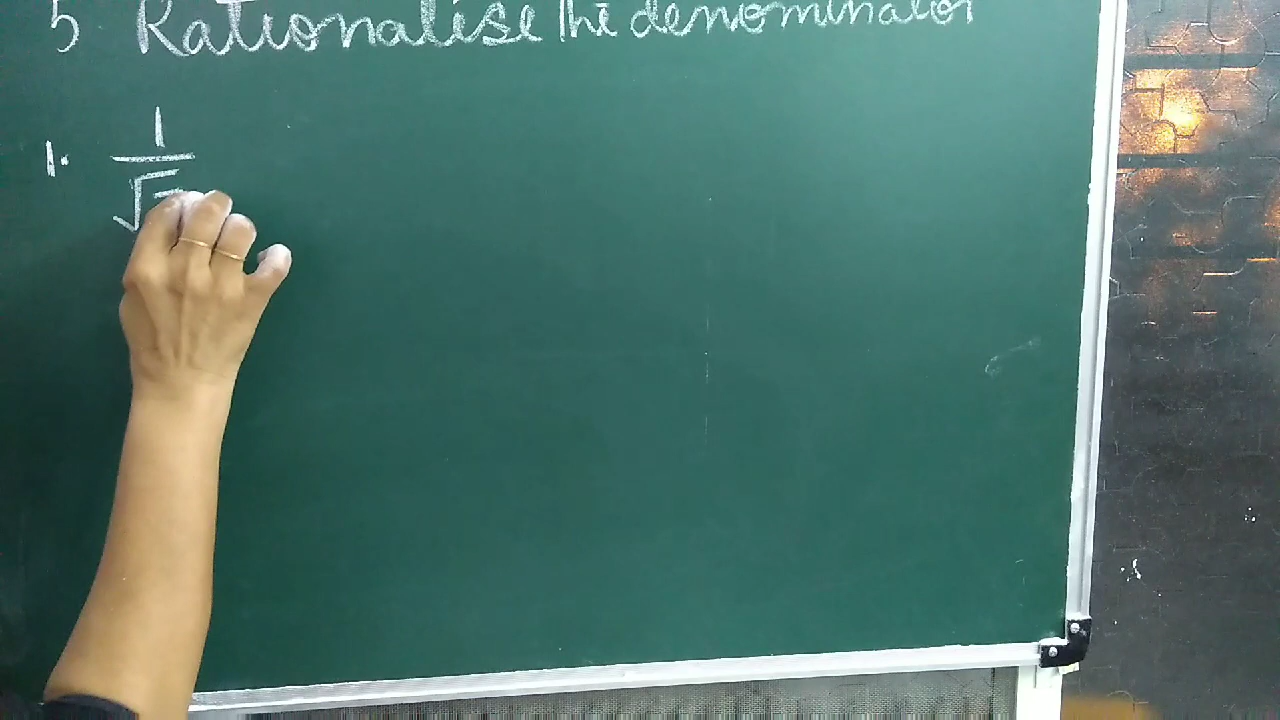 5 Rationalise The denominator
1. 1/√